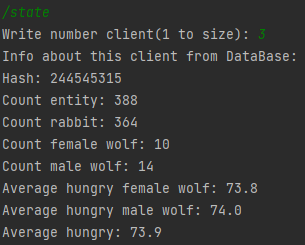 /state
Write number client(1 to size): 3
Info about this client from DataBase:
Hash: 244545315
Count entity: 388
Count rabbit: 364
Count female wolf: 10
Count male wolf: 14
Average hungry female wolf: 73.8
Average hungry male wolf: 74.0
Average hungry: 73.9